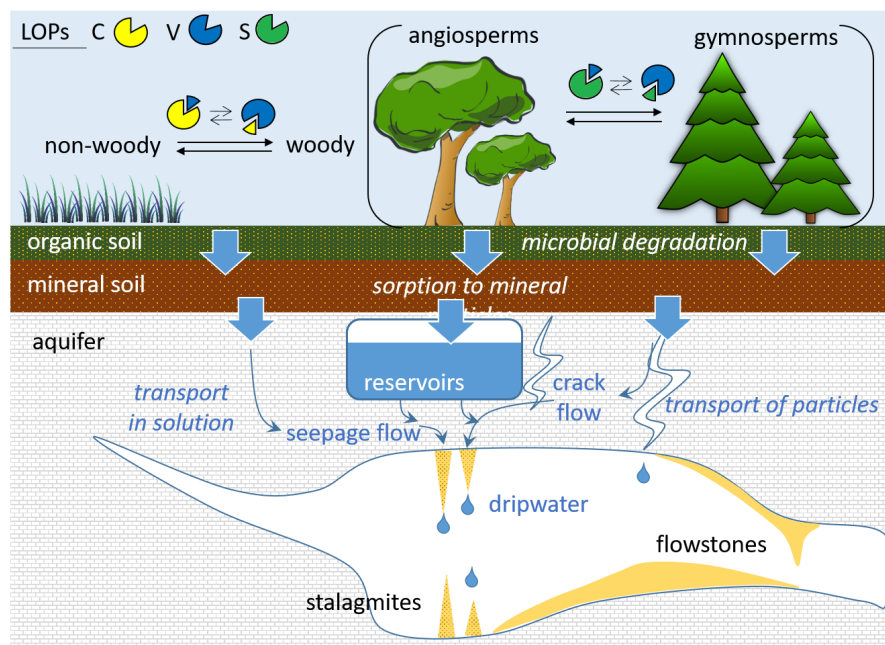 LOPs C V S
angiosperms
gymnosperms
non-woody
woody
organic soil
microbial degradation
mineral soil
sorption to mineral
aquifer
reservoirs
transport
in solution
crack
flow
transport of particles
seepage flow
dripwater
flowstones
stalagmites